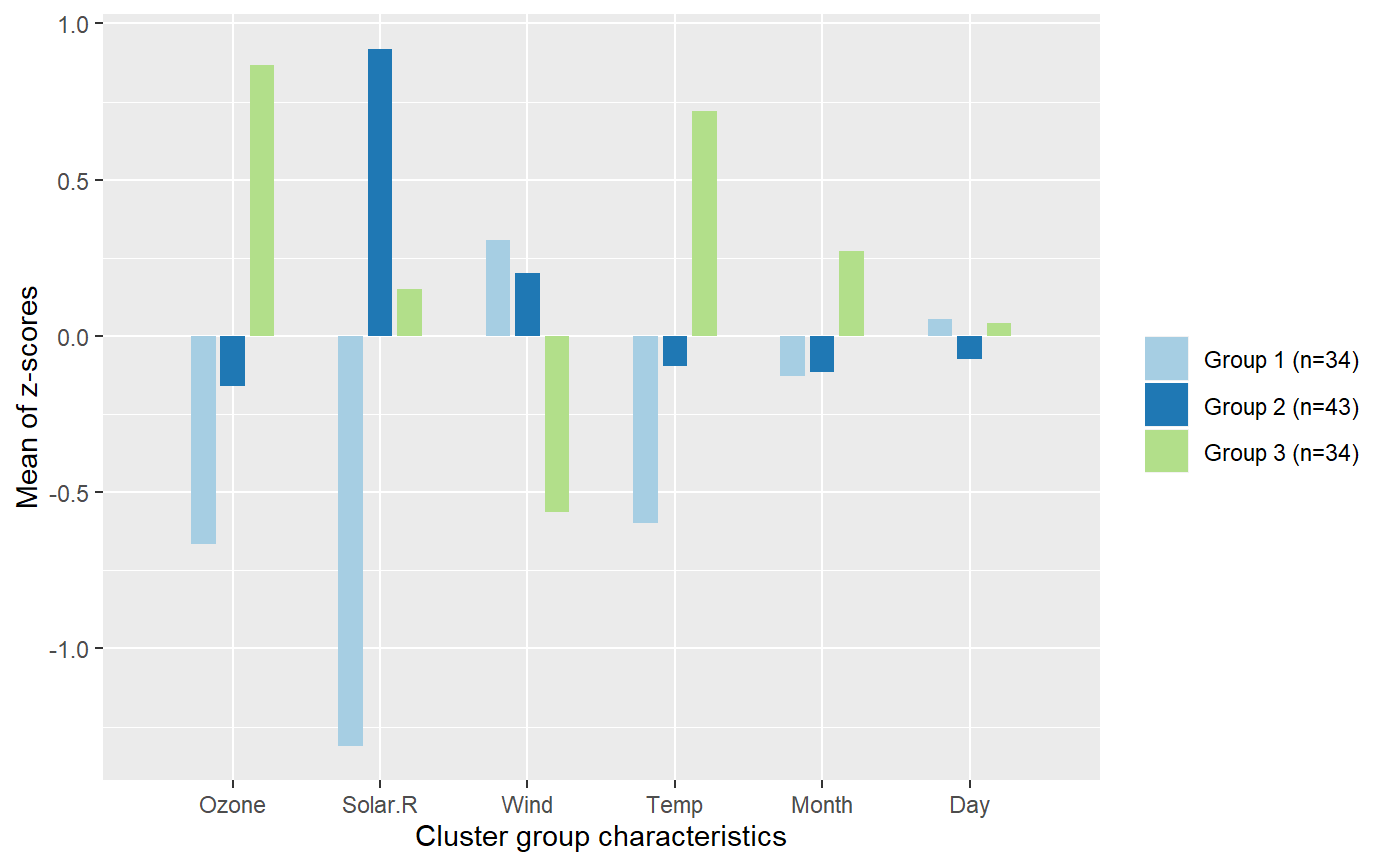 1.0
0.5
0.0
-0.5
-1.0
Mean of z-scores
Ozone
Solar.R
Wind
Temp
Month
Day
Cluster group characteristics
Group 1 (n=34)
Group 2 (n=43)
Group 3 (n=34)